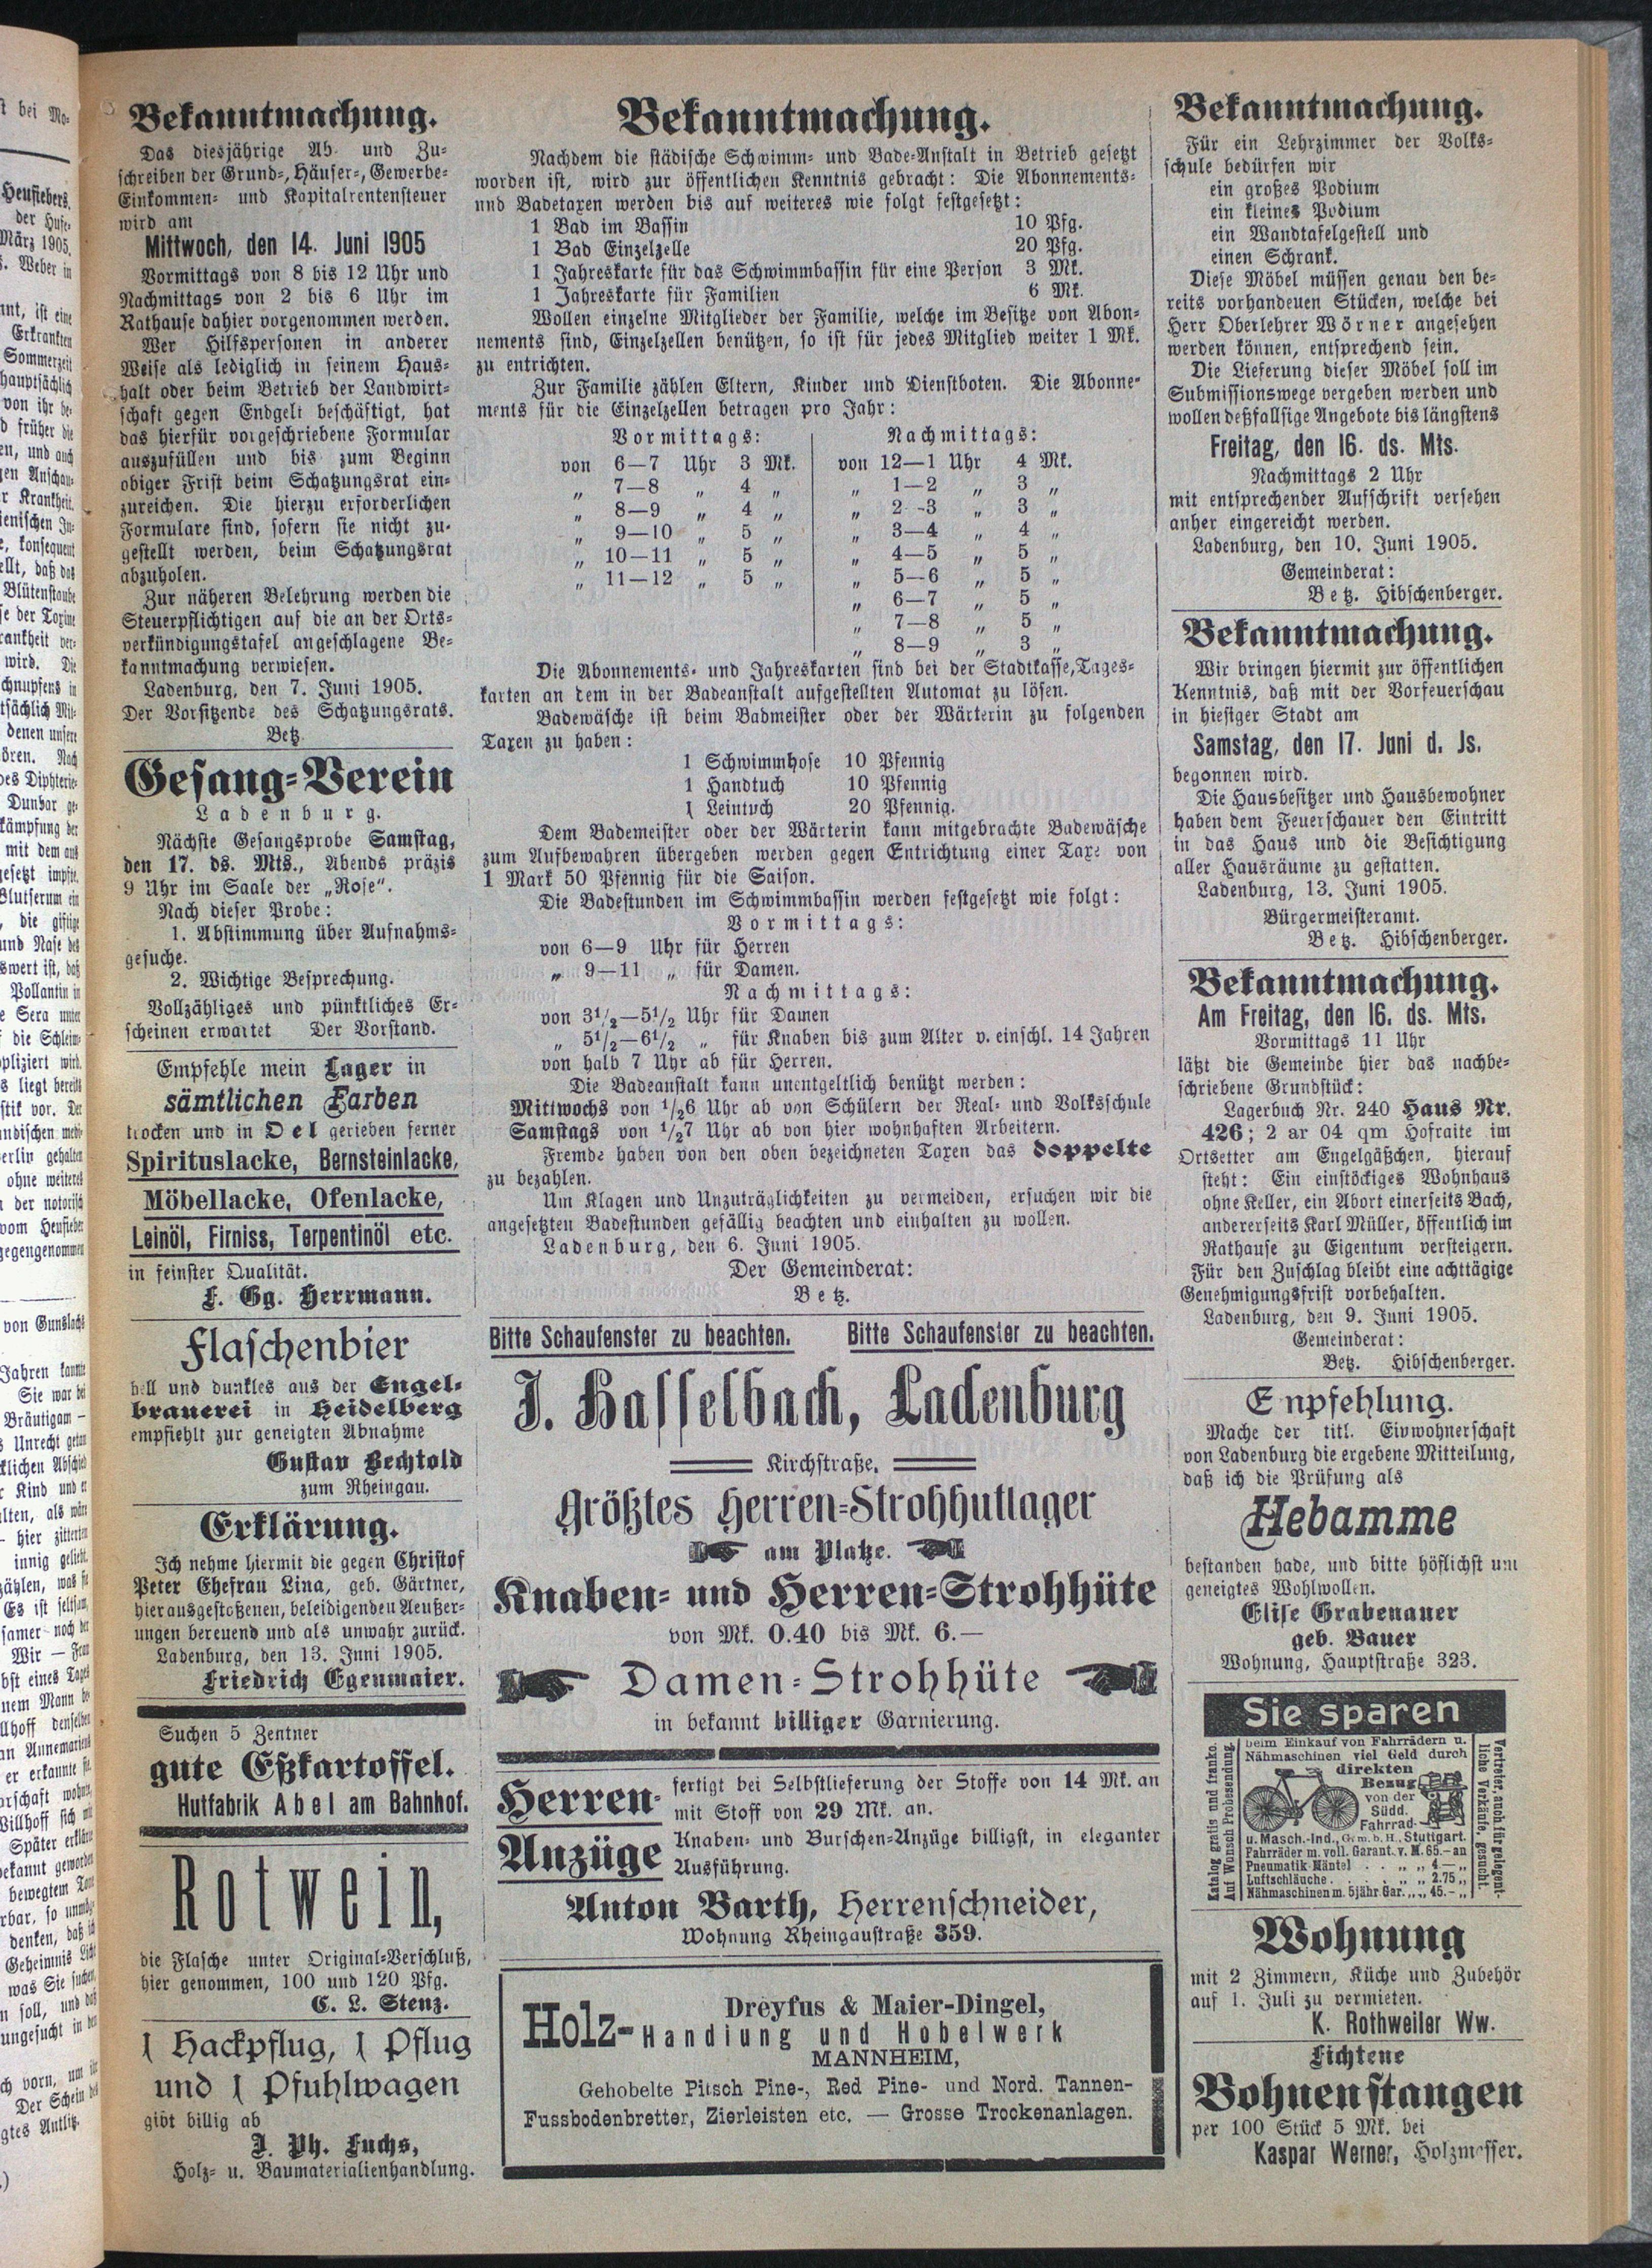 Bekanntmachung.
Das diesjährige Ab- und Zu-
schreiben der Grund-, Häuser-, Gewerbe-
Einkommen- und Kapitalrentensteuer
wird am
Mittwoch, den 14. Juni 1905
Vormittags von 8 bis 12 Uhr und
Nachmittags von 2 bis 6 Uhr im
Rathause dahier vorgenommen werden.
Wer Hilfspersonen in anderer
Weise als lediglich in seinem Haus-
halt oder beim Betrieb der Landwirt-
schaft gegen Endgelt beschäftigt, hat
das hierfür vorgeschriebene Formular
auszufüllen und bis zum Beginn
obiger Frist beim Schatzungsrat ein-
zureichen. Die hierzu erforderlichen
Formulare sind, sofern sie nicht zu-
gestellt werden, beim Schatzungsrat
abzuholen.
Zur näheren Belehrung werden die
Steuerpflichtigen auf die an der Orts-
verkündigungstafel angeschlagene Be-
kanntmachung verwiesen.
Ladenburg, den 7. Juni 1905.
Der Vorsitzende des Schatzungsrats.
Betz.
Gesang-Verein
Ladenburg.
Nächste Gesangsprobe Samstag,
den 17. ds. Mts., Abends präzis
9 Uhr im Saale der „Rose".
Nach dieser Probe:
1. Abstimmung über Aufnahms-
gesuche.
2. Wichtige Besprechung.
Vollzähliges und pünktliches Er-
scheinen erwartet Der Vorstand.
Empfehle mein Lager in
sämtlichen Farben
trocken und in Oel gerieben ferner
Spirituslacke, Bernsteinlacke,
Möbellacke, Ofenlacke,
Leinöl, Firniss, Terpentinöl etc.
in feinster Qualität.
F. Gg. Herrmann.
Flaschenbier
hell und dunkles aus der Engel-
brauerei in Heidelberg
empfiehlt zur geneigten Abnahme
Gustav Bechtold
zum Rheingau.
Erklärung.
Ich nehme hiermit die gegen Christof
Peter Ehefrau Lina, geb. Gärtner,
hier ausgestoßenen, beleidigenden Aeußer-
ungen bereuend und als unwahr zurück.
Ladenburg, den 13. Juni 1905.
Friedrich Egenmaier.
Suchen 5 Zentner
gute Eßkartoffel.
Hutfabrik Abel am Bahnhof.
Rotwein,
die Flasche unter Original-Verschluß,
hier genommen, 100 und 120 Pfg.
C. L. Stenz.
1 Hackpflug, 1 Pflug
und 1 Pfuhlwagen
gibt billig ab
J. Ph. Fuchs,
Holz- u. Baumaterialienhandlung.
Bekanntmachung.
Nachdem die städische Schwimm- und Bade-Anstalt in Betrieb gesetzt
worden ist, wird zur öffentlichen Kenntnis gebracht: Die Abonnements-
und Badetaxen werden bis auf weiteres wie folgt festgesetzt:
1 Bad im Bassin 10 Pfg.
1 Bad Einzelzelle 20 Pfg.
1 Jahreskarte für das Schwimmbassin für eine Person 3 Mk.
1 Jahreskarte für Familien 6 Mk.
Wollen einzelne Mitglieder der Familie, welche im Besitze von Abon-
nements sind, Einzelzellen benützen, so ist für jedes Mitglied weiter 1 Mk.
zu entrichten.
Zur Familie zählen Eltern, Kinder und Dienstboten. Die Abonne-
ments für die Einzelzellen betragen pro Jahr:
Vormittags: Nachmittags:
von 6—7 Uhr 3 Mk. von 12—1 Uhr 4 Mk.
„ 7—8 „ 4 „ „ 1—2 „ 3 „
„ 8—9 „ 4 „ „ 2—3 „ 3 „
„ 9—10 „ 5 „ „ 3—4 „ 4 „
„ 10—11 „ 5 „ „ 4—5 „ 5 „
„ 11—12 „ 5 „ „ 5—6 „ 5 „
„ 6—7 „ 5 „
„ 7—8 „ 5 „
„ 8—9 „ 3 „
Die Abonnements- und Jahreskarten sind bei der Stadtkasse, Tages-
karten an dem in der Badeanstalt aufgestellten Automat zu lösen.
Badewäsche ist beim Badmeister oder der Wärterin zu folgenden
Taxen zu haben:
1 Schwimmhose 10 Pfennig
1 Handtuch 10 Pfennig
1 Leintuch 20 Pfennig.
Dem Bademeister oder der Wärterin kann mitgebrachte Badewäsche
zum Aufbewahren übergeben werden gegen Entrichtung einer Taxe von
1 Mark 50 Pfennig für die Saison.
Die Badestunden im Schwimmbassin werden festgesetzt wie folgt:
Vormittags:
von 6—9 Uhr für Herren
„ 9—11 „ für Damen.
Nachmittags:
von 3½—5½ Uhr für Damen
„ 5½—6½ „ für Knaben bis zum Alter v. einschl. 14 Jahren
von halb 7 Uhr ab für Herren.
Die Badeanstalt kann unentgeltlich benützt werden:
Mittwochs von ½6 Uhr ab von Schülern der Real- und Volksschule
Samstags von ½7 Uhr ab von hier wohnhaften Arbeitern.
Fremde haben von den oben bezeichneten Taxen das doppelte
zu bezahlen.
Um Klagen und Unzuträglichkeiten zu vermeiden, ersuchen wir die
angesetzten Badestunden gefällig beachten und einhalten zu wollen.
Ladenburg, den 6. Juni 1905.
Der Gemeinderat:
Betz.
Bitte Schaufenster zu beachten. Bitte Schaufenster zu beachten.
J. Hasselbach, Ladenburg
Kirchstraße.
Größtes Herren-Strohhutlager
am Platze.
Knaben- und Herren-Strohhüte
von Mk. 0.40 bis Mk. 6.—
Damen-Strohhüte
in bekannt billiger Garnierung.
Herren-
Anzüge
fertigt bei Selbstlieferung der Stoffe von 14 Mk. an
mit Stoff von 29 Mk. an.
Knaben- und Burschen-Anzüge billigst, in eleganter
Ausführung.
Anton Barth, Herrenschneider,
Wohnung Rheingaustraße 359.
Dreyfus & Maier-Dingel,
Holz-Handlung und Hobelwerk
MANNHEIM,
Gehobelte Pitsch Pine-, Red Pine- und Nord. Tannen-
Fussbodenbretter, Zierleisten etc. — Grosse Trockenanlagen.
Bekanntmachung.
Für ein Lehrzimmer der Volks-
schule bedürfen wir
ein großes Podium
ein kleines Podium
ein Wandtafelgestell und
einen Schrank.
Diese Möbel müssen genau den be-
reits vorhandeuen Stücken, welche bei
Herr Oberlehrer Wörner angesehen
werden können, entsprechend sein.
Die Lieferung dieser Möbel soll im
Submissionswege vergeben werden und
wollen deßfallsige Angebote bis längstens
Freitag, den 16. ds. Mts.
Nachmittags 2 Uhr
mit entsprechender Aufschrift versehen
anher eingereicht werden.
Ladenburg, den 10. Juni 1905.
Gemeinderat:
Betz. Hibschenberger.
Bekanntmachung.
Wir bringen hiermit zur öffentlichen
Kenntnis, daß mit der Vorfeuerschau
in hiesiger Stadt am
Samstag, den 17. Juni d. Js.
begonnen wird.
Die Hausbesitzer und Hausbewohner
haben dem Feuerschauer den Eintritt
in das Haus und die Besichtigung
aller Hausräume zu gestatten.
Ladenburg, 13. Juni 1905.
Bürgermeisteramt.
Betz. Hibschenberger.
Bekanntmachung.
Am Freitag, den 16. ds. Mts.
Vormittags 11 Uhr
läßt die Gemeinde hier das nachbe-
schriebene Grundstück:
Lagerbuch Nr. 240 Haus Nr.
426; 2 ar 04 qm Hofraite im
Ortsetter am Engelgäßchen, hierauf
steht: Ein einstöckiges Wohnhaus
ohne Keller, ein Abort einerseits Bach,
andererseits Karl Müller, öffentlich im
Rathause zu Eigentum versteigern.
Für den Zuschlag bleibt eine achttägige
Genehmigungsfrist vorbehalten.
Ladenburg, den 9. Juni 1905.
Gemeinderat:
Betz. Hibschenberger.
E npfehlung.
Mache der titl. Einwohnerschaft
von Ladenburg die ergebene Mitteilung,
daß ich die Prüfung als
Hebamme
bestanden habe, und bitte höflichst um
geneigtes Wohlwollen.
Elise Grabenauer
geb. Bauer
Wohnung, Hauptstraße 323.
Sie sparen
Katalog gratis und franko.
Auf Wunsch Probesendung.
beim Einkauf von Fahrrädern u.
Nähmaschinen viel Geld durch
direkten
Bezug
von der
Südd.
Fahrrad-
u. Masch.-Ind., G. m. b. H., Stuttgart.
Fahrräder m. voll. Garant. v. M. 65.- an
Pneumatik-Mäntel . . „ „ 4.— „
Luftschläuche . . . „ „ 2.75 „
Nähmaschinen m. 5jähr. Gar. „ „ 45.- „
Vertreter, auch für gelegent-
liche Verkäufe, gesucht.
Wohnung
mit 2 Zimmern, Küche und Zubehör
auf 1. Juli zu vermieten.
K. Rothweiler Ww.
Fichtene
Bohnenstangen
per 100 Stück 5 Mk. bei
Kaspar Werner, Holzmesser.